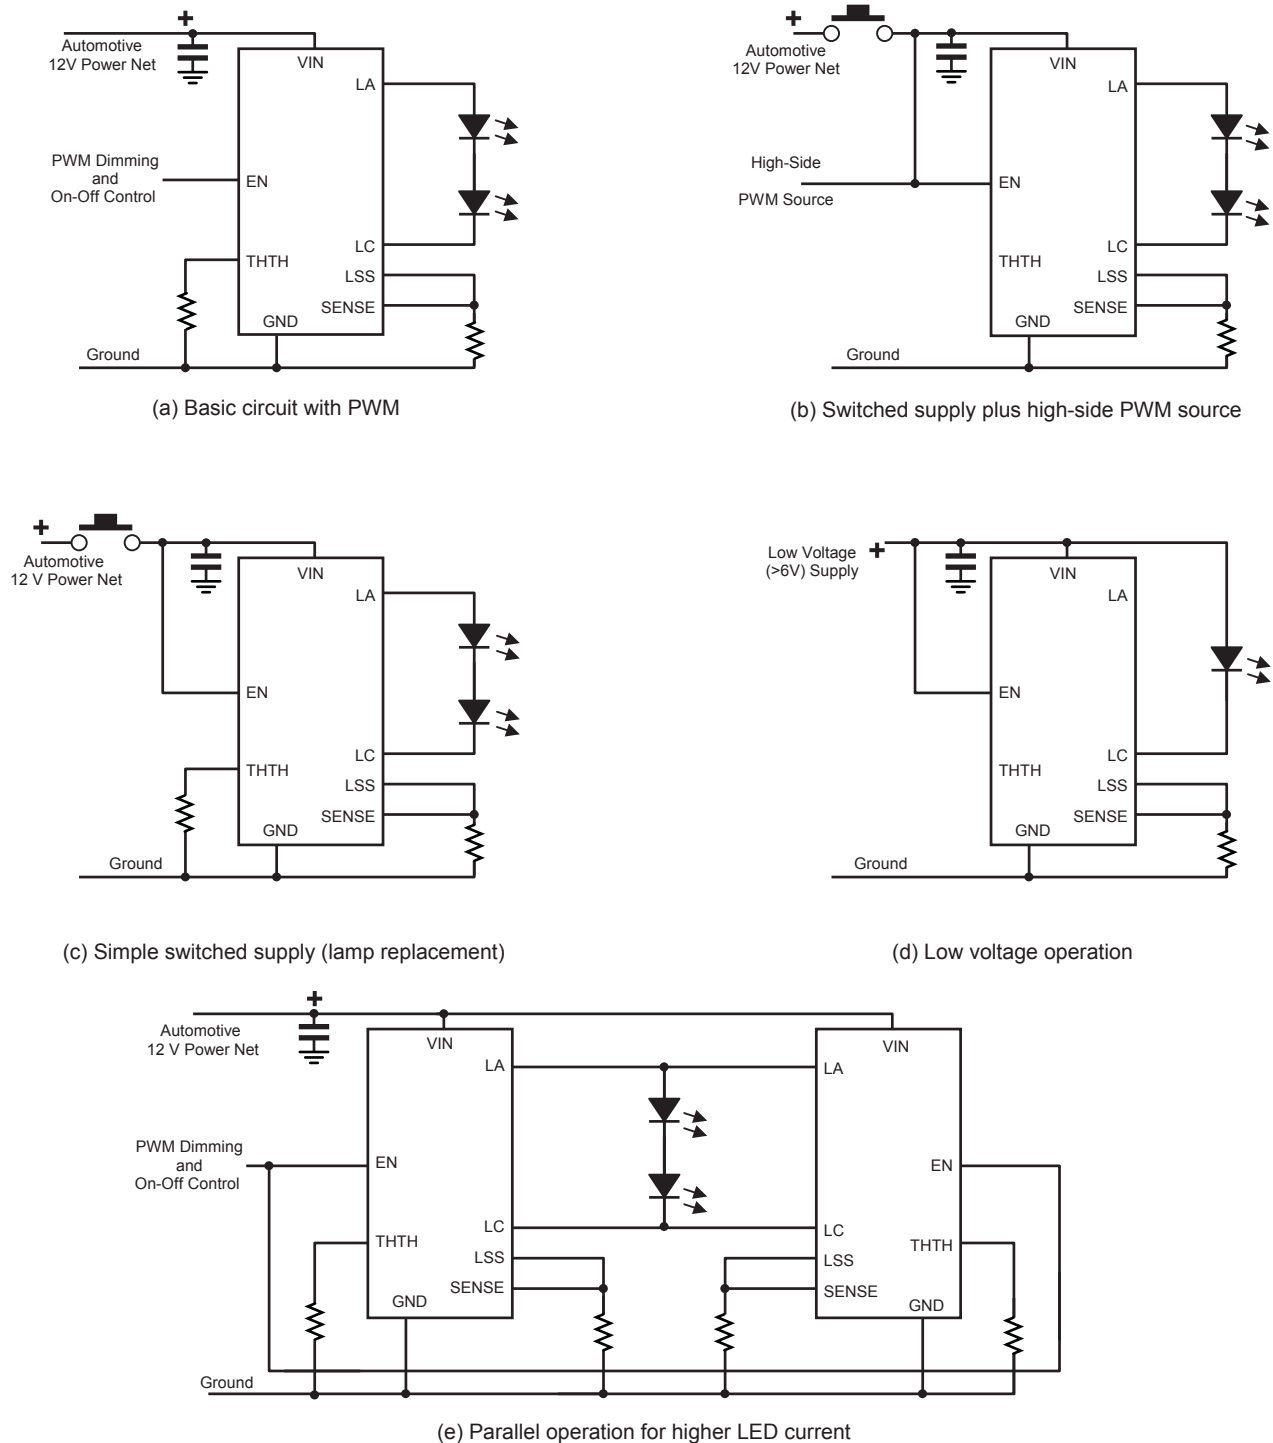 +
Automotive
12V Power Net
VIN
LA
PWM Dimming
and
On-Off Control
EN
LC
THTH
LSS
SENSE
GND
Ground
(a) Basic circuit with PWM
+
Automotive
12V Power Net
VIN
LA
High-Side
PWM Source
EN
LC
THTH
LSS
SENSE
GND
Ground
(b) Switched supply plus high-side PWM source
+
Automotive
12 V Power Net
VIN
LA
EN
LC
THTH
LSS
SENSE
GND
Ground
(c) Simple switched supply (lamp replacement)
Low Voltage
(>6V) Supply
+
VIN
LA
EN
LC
THTH
LSS
SENSE
GND
Ground
(d) Low voltage operation
+
Automotive
12 V Power Net
VIN
LA
PWM Dimming
and
On-Off Control
EN
LC
THTH
LSS
SENSE
GND
VIN
LA
EN
LC
THTH
LSS
SENSE
GND
Ground
(e) Parallel operation for higher LED current